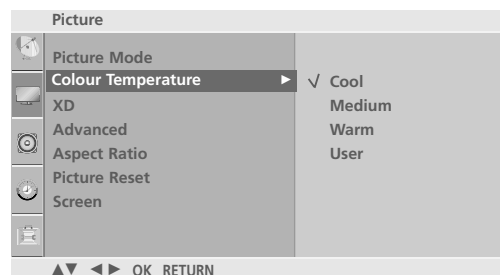 Picture
Picture Mode
Colour Temperature ► √ Cool
XD Medium
Advanced Warm
Aspect Ratio User
Picture Reset
Screen
▲▼ ◄► OK RETURN